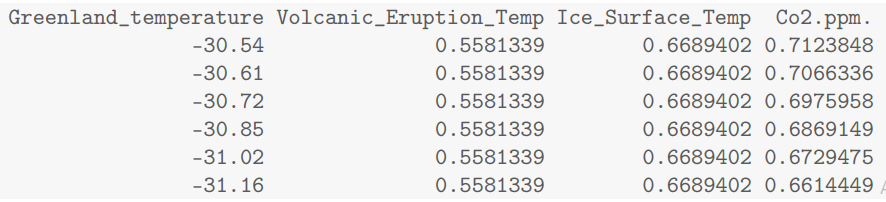 Greenland_temperature Volcanic_Eruption_Temp Ice_Surface_Temp Co2.ppm.
-30.54 0.5581339 0.6689402 0.7123848
-30.61 0.5581339 0.6689402 0.7066336
-30.72 0.5581339 0.6689402 0.6975958
-30.85 0.5581339 0.6689402 0.6869149
-31.02 0.5581339 0.6689402 0.6729475
-31.16 0.5581339 0.6689402 0.6614449